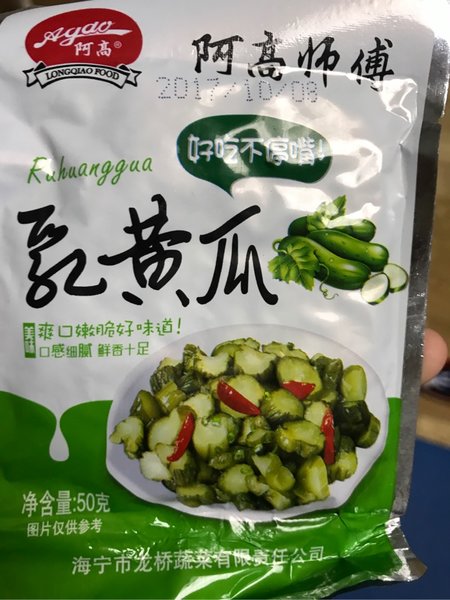 Agao
阿高®
LONGQIAO FOOD
阿高师傅
2017/10/08
好吃不停嘴!
Ruhuanggua
乳黄瓜
美味
爽口嫩脆好味道!
口感细腻 鲜香十足
净含量:50克
图片仅供参考
海宁市龙桥蔬菜有限责任公司